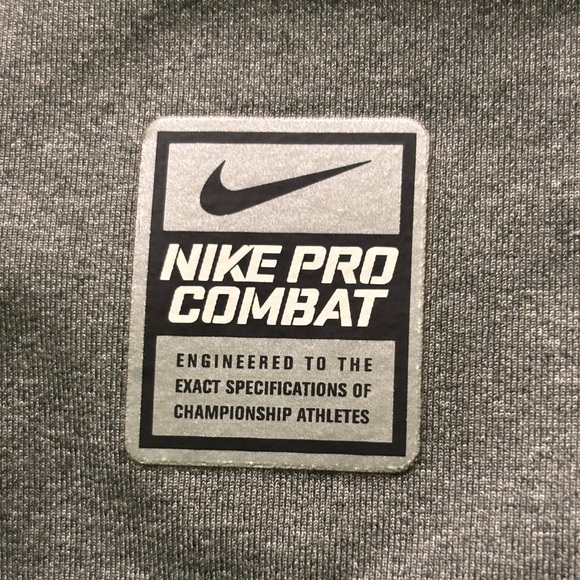 NIKE PRO
COMBAT
ENGINEERED TO THE
EXACT SPECIFICATIONS OF
CHAMPIONSHIP ATHLETES